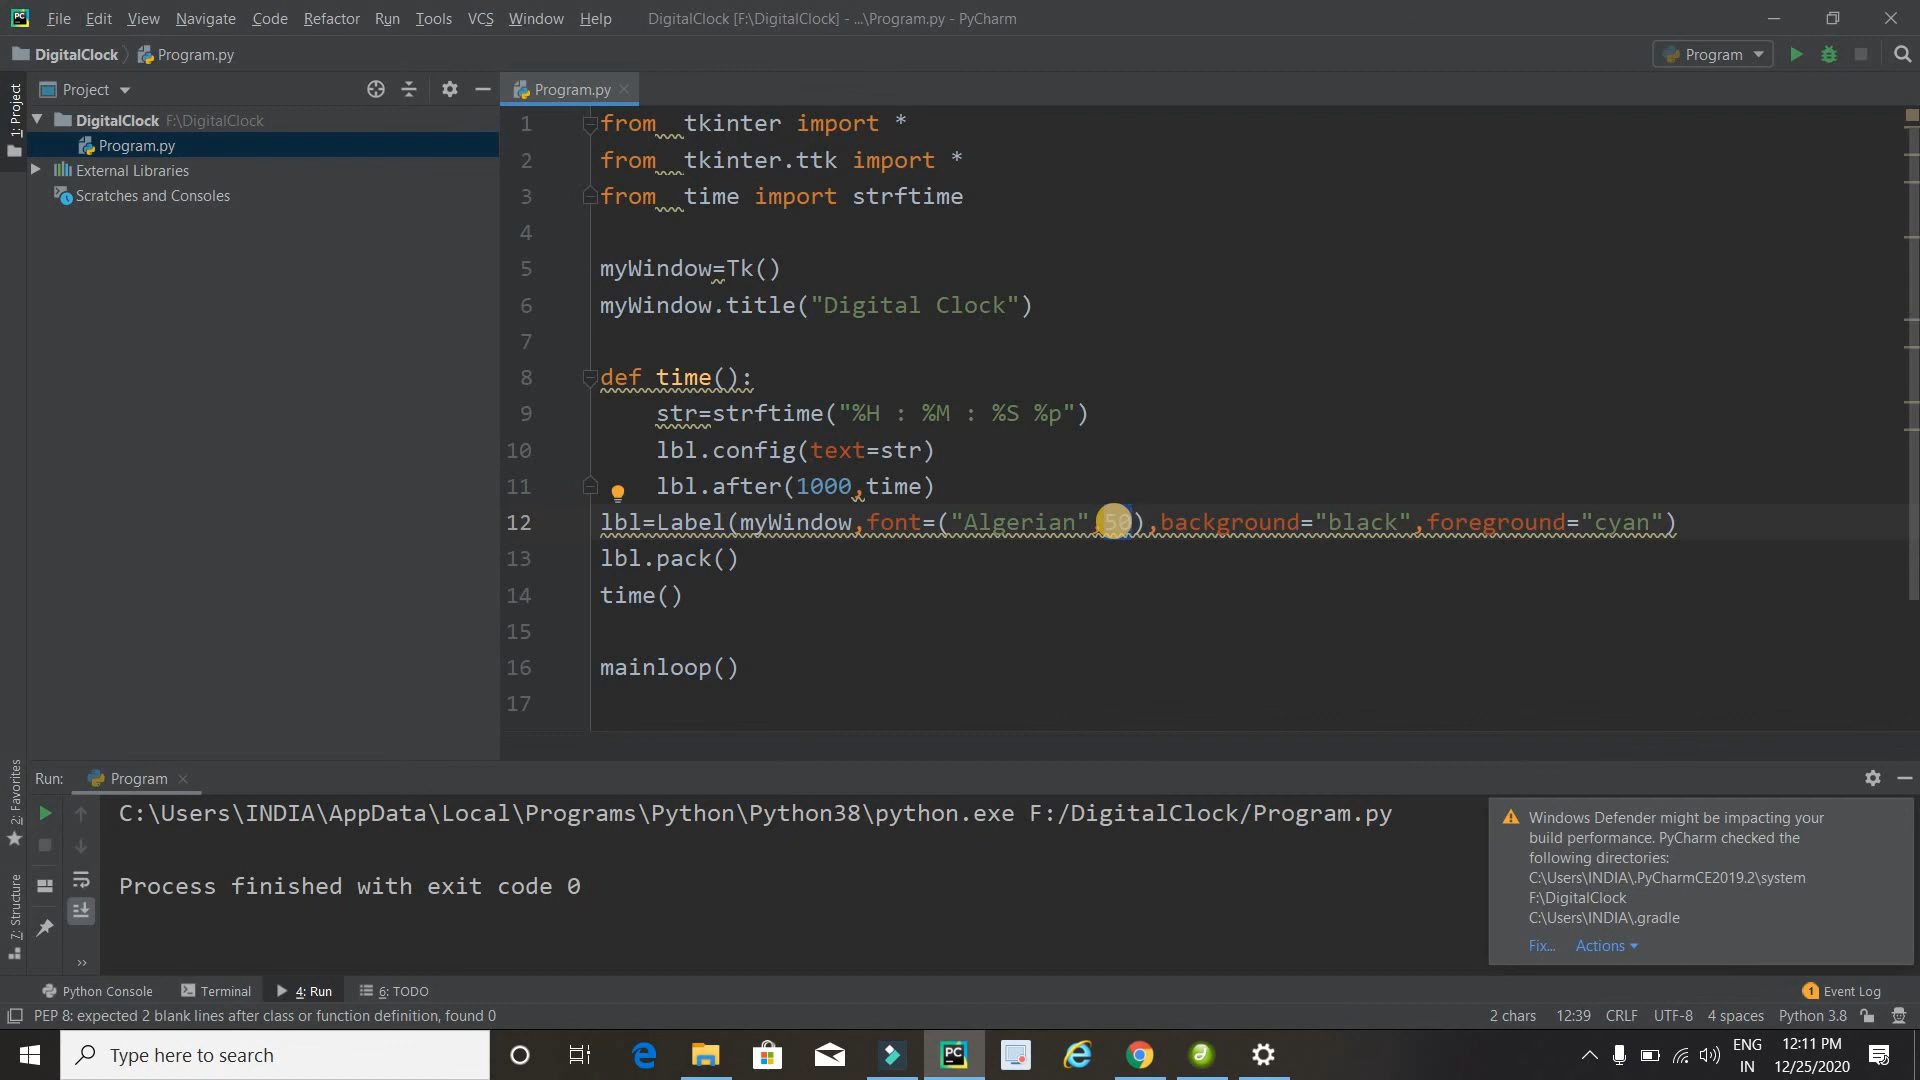 File Edit View Navigate Code Refactor Run Tools VCS Window Help DigitalClock [F:\DigitalClock] - ...\Program.py - PyCharm
DigitalClock Program.py Program
1: Project
Project
Program.py
DigitalClock F:\DigitalClock
Program.py
External Libraries
Scratches and Consoles
1 from tkinter import *
2 from tkinter.ttk import *
3 from time import strftime
4
5 myWindow=Tk()
6 myWindow.title("Digital Clock")
7
8 def time():
9 str=strftime("%H : %M : %S %p")
10 lbl.config(text=str)
11 lbl.after(1000,time)
12 lbl=Label(myWindow,font=("Algerian",50),background="black",foreground="cyan")
13 lbl.pack()
14 time()
15
16 mainloop()
17
2: Favorites
7: Structure
Run: Program
C:\Users\INDIA\AppData\Local\Programs\Python\Python38\python.exe F:/DigitalClock/Program.py
Process finished with exit code 0
Windows Defender might be impacting your
build performance. PyCharm checked the
following directories:
C:\Users\INDIA\.PyCharmCE2019.2\system
F:\DigitalClock
C:\Users\INDIA\.gradle
Fix... Actions
Python Console Terminal 4: Run 6: TODO 1 Event Log
PEP 8: expected 2 blank lines after class or function definition, found 0 2 chars 12:39 CRLF UTF-8 4 spaces Python 3.8
Type here to search
PC
ENG
IN
12:11 PM
12/25/2020